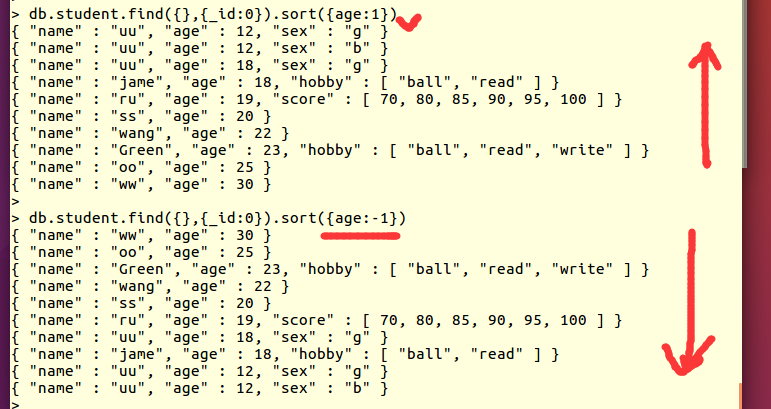 > db.student.find({},{_id:0}).sort({age:1})
{ "name" : "uu", "age" : 12, "sex" : "g" }
{ "name" : "uu", "age" : 12, "sex" : "b" }
{ "name" : "uu", "age" : 18, "sex" : "g" }
{ "name" : "jame", "age" : 18, "hobby" : [ "ball", "read" ] }
{ "name" : "ru", "age" : 19, "score" : [ 70, 80, 85, 90, 95, 100 ] }
{ "name" : "ss", "age" : 20 }
{ "name" : "wang", "age" : 22 }
{ "name" : "Green", "age" : 23, "hobby" : [ "ball", "read", "write" ] }
{ "name" : "oo", "age" : 25 }
{ "name" : "ww", "age" : 30 }
>
> db.student.find({},{_id:0}).sort({age:-1})
{ "name" : "ww", "age" : 30 }
{ "name" : "oo", "age" : 25 }
{ "name" : "Green", "age" : 23, "hobby" : [ "ball", "read", "write" ] }
{ "name" : "wang", "age" : 22 }
{ "name" : "ss", "age" : 20 }
{ "name" : "ru", "age" : 19, "score" : [ 70, 80, 85, 90, 95, 100 ] }
{ "name" : "uu", "age" : 18, "sex" : "g" }
{ "name" : "jame", "age" : 18, "hobby" : [ "ball", "read" ] }
{ "name" : "uu", "age" : 12, "sex" : "g" }
{ "name" : "uu", "age" : 12, "sex" : "b" }
>